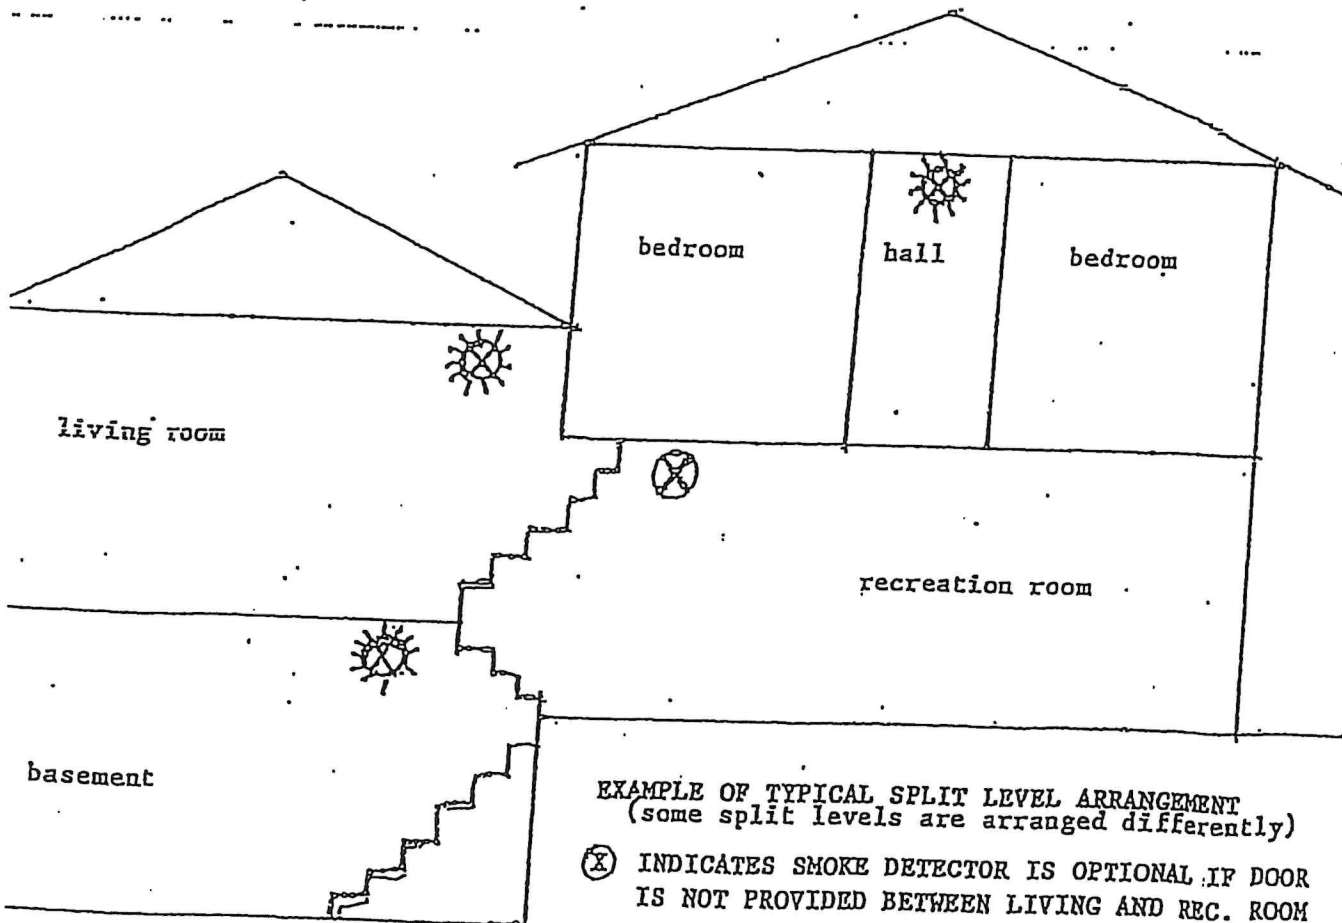 bedroom
hall
bedroom
living room
recreation room
basement
EXAMPLE OF TYPICAL SPLIT LEVEL ARRANGEMENT
(some split levels are arranged differently)
Ⓧ INDICATES SMOKE DETECTOR IS OPTIONAL IF DOOR
IS NOT PROVIDED BETWEEN LIVING AND REC. ROOM